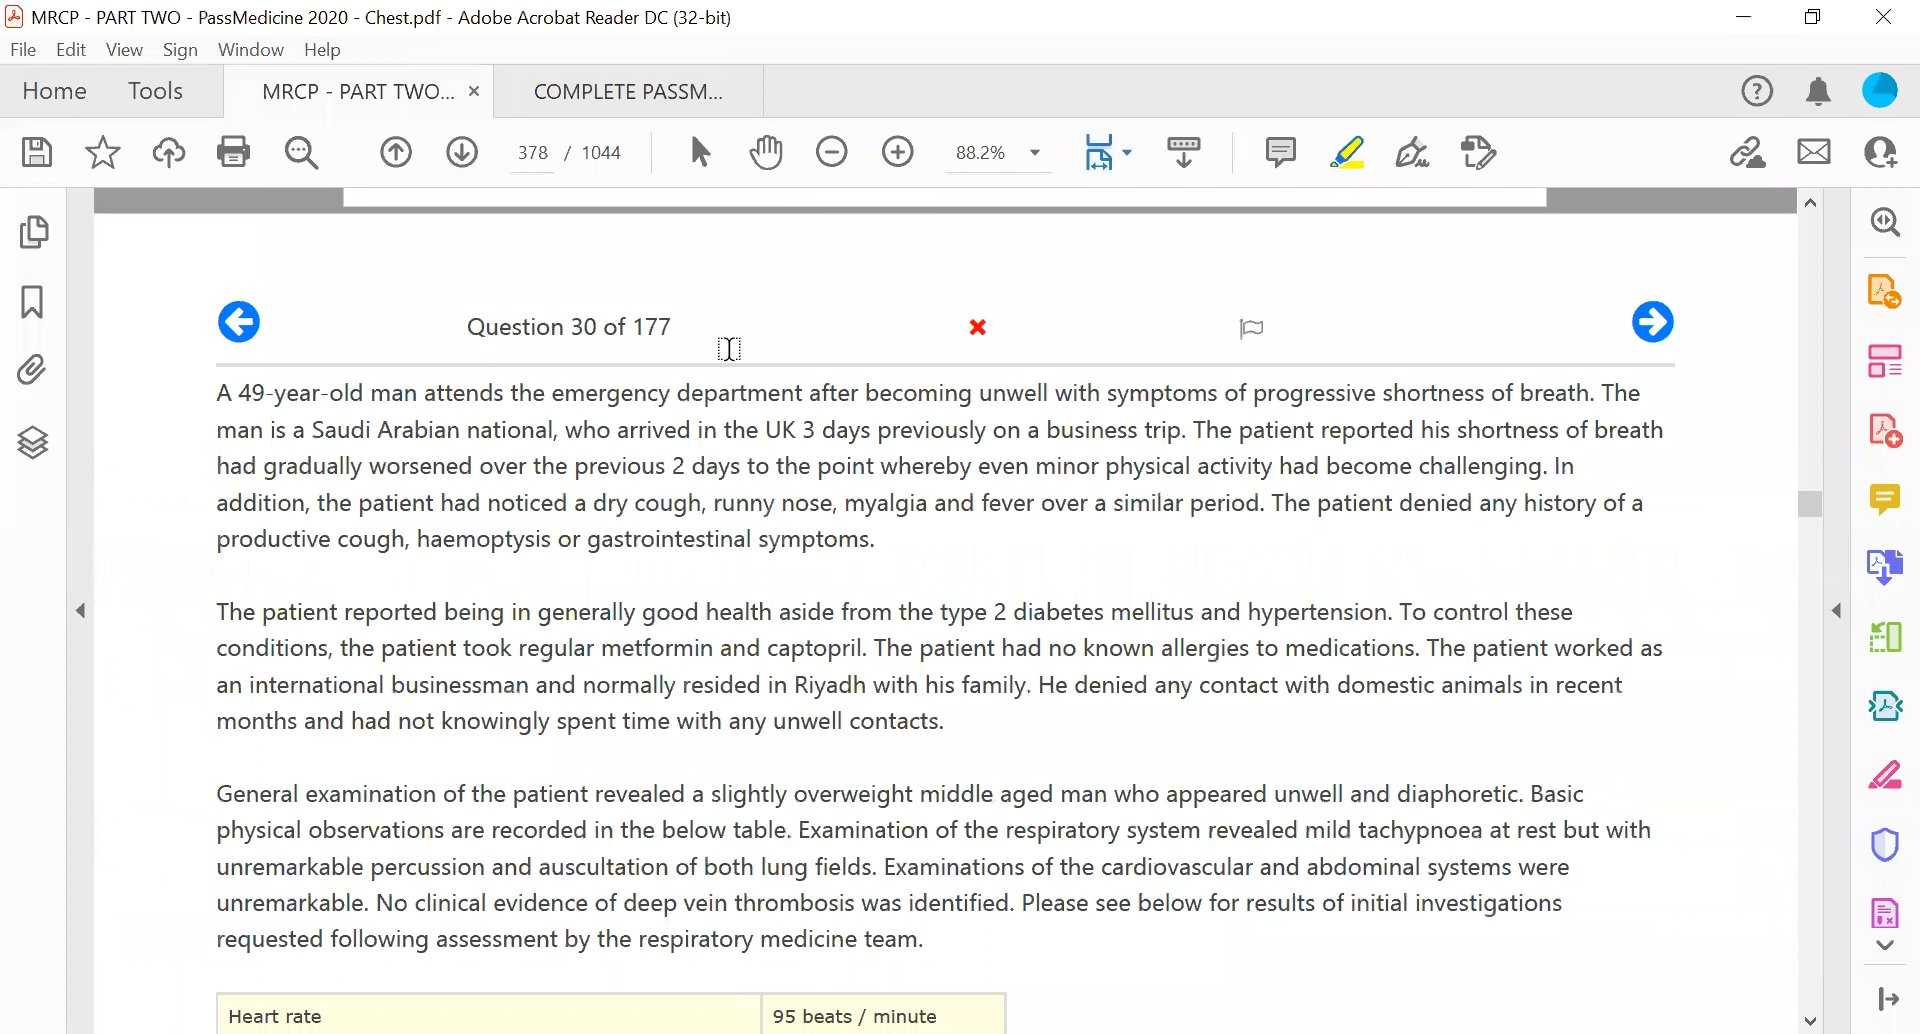 MRCP - PART TWO - PassMedicine 2020 - Chest.pdf - Adobe Acrobat Reader DC (32-bit)
File Edit View Sign Window Help
Home Tools MRCP - PART TWO... × COMPLETE PASSM...
378 / 1044 88.2%
Question 30 of 177
A 49-year-old man attends the emergency department after becoming unwell with symptoms of progressive shortness of breath. The
man is a Saudi Arabian national, who arrived in the UK 3 days previously on a business trip. The patient reported his shortness of breath
had gradually worsened over the previous 2 days to the point whereby even minor physical activity had become challenging. In
addition, the patient had noticed a dry cough, runny nose, myalgia and fever over a similar period. The patient denied any history of a
productive cough, haemoptysis or gastrointestinal symptoms.
The patient reported being in generally good health aside from the type 2 diabetes mellitus and hypertension. To control these
conditions, the patient took regular metformin and captopril. The patient had no known allergies to medications. The patient worked as
an international businessman and normally resided in Riyadh with his family. He denied any contact with domestic animals in recent
months and had not knowingly spent time with any unwell contacts.
General examination of the patient revealed a slightly overweight middle aged man who appeared unwell and diaphoretic. Basic
physical observations are recorded in the below table. Examination of the respiratory system revealed mild tachypnoea at rest but with
unremarkable percussion and auscultation of both lung fields. Examinations of the cardiovascular and abdominal systems were
unremarkable. No clinical evidence of deep vein thrombosis was identified. Please see below for results of initial investigations
requested following assessment by the respiratory medicine team.
Heart rate 95 beats / minute